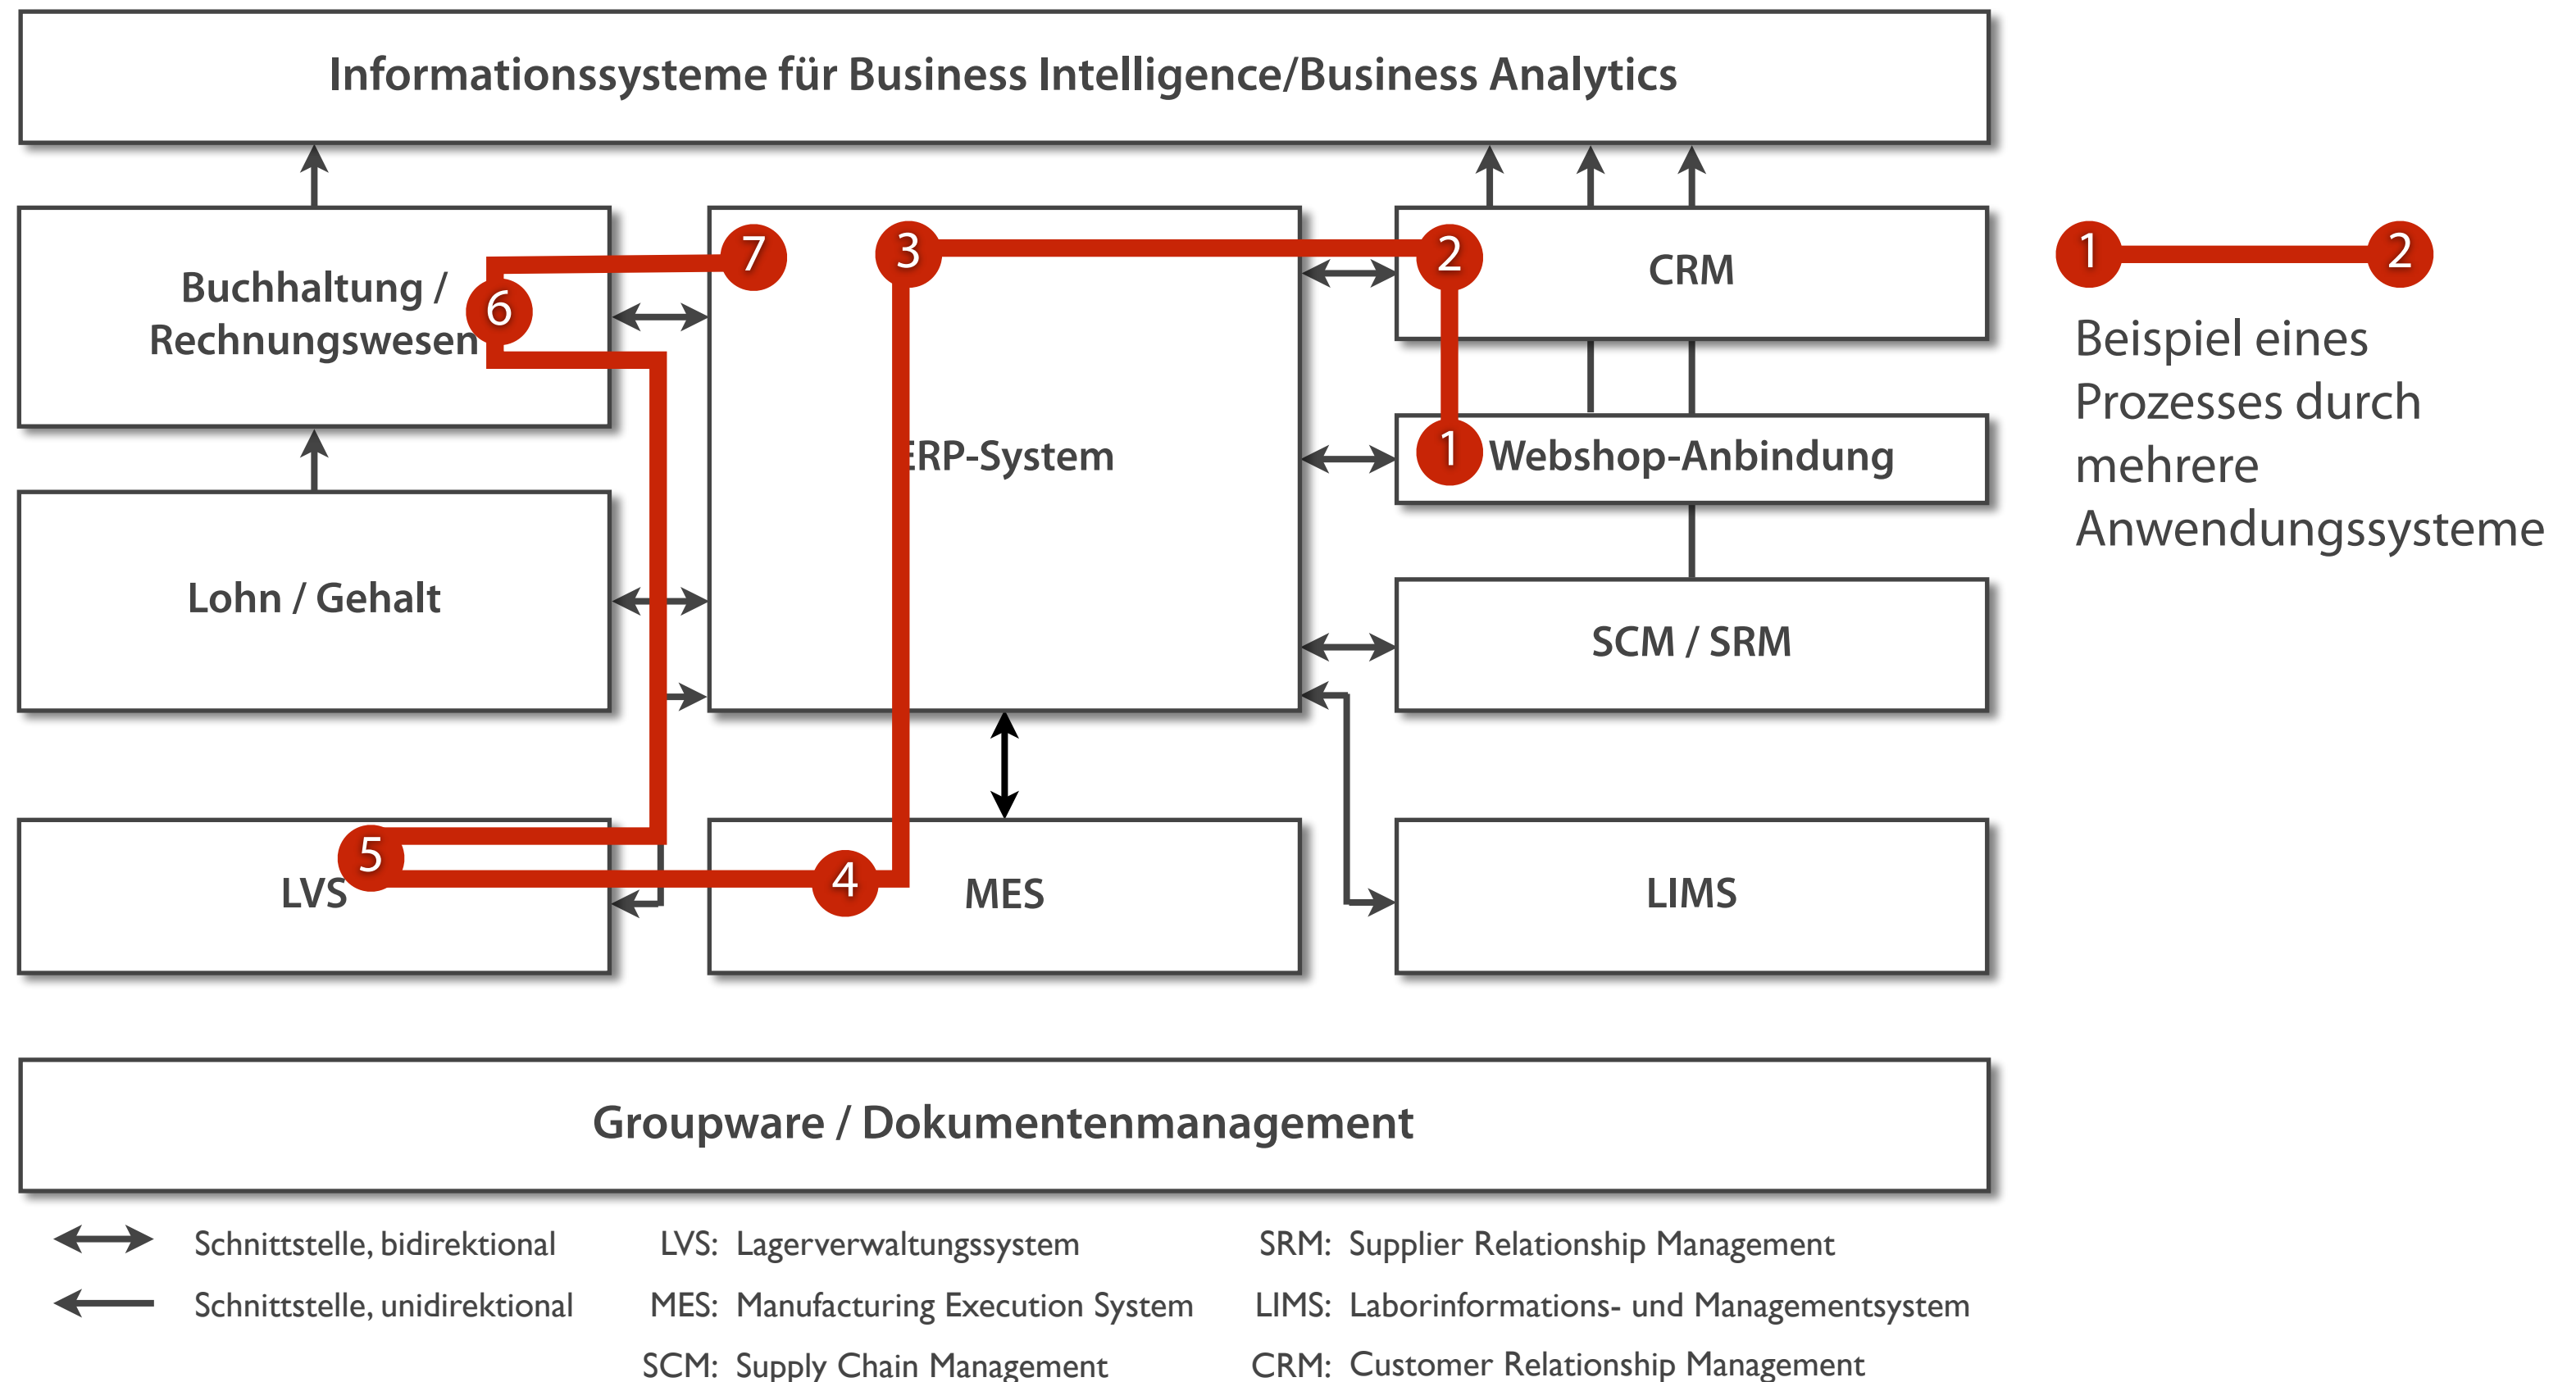 Informationssysteme für Business Intelligence/Business Analytics
Buchhaltung /
Rechnungswesen
6
7
3
2
CRM
1
2
Beispiel eines
Prozesses durch
mehrere
Anwendungssysteme
ERP-System
1
Webshop-Anbindung
Lohn / Gehalt
SCM / SRM
5
LVS
4
MES
LIMS
Groupware / Dokumentenmanagement
Schnittstelle, bidirektional
Schnittstelle, unidirektional
LVS: Lagerverwaltungssystem
MES: Manufacturing Execution System
SCM: Supply Chain Management
SRM: Supplier Relationship Management
LIMS: Laborinformations- und Managementsystem
CRM: Customer Relationship Management